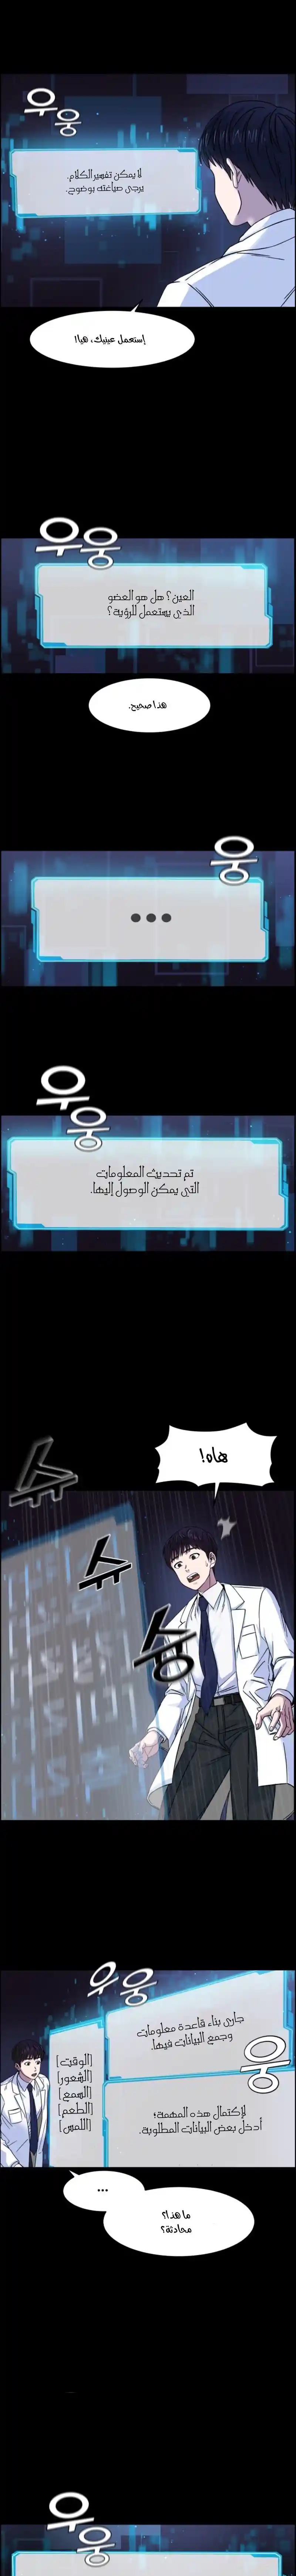 우웅
لا يمكن تفسير الكلام.
يرجى صياغته بوضوح.
إستعمل عينيك، هيا!
우웅
العين؟ هل هو العضو
الذي يستعمل للرؤية؟
هذا صحيح.
웅
•••
우웅
تم تحديث المعلومات
التي يمكن الوصول إليها.
هاه!
슈
슈
슝
우웅
جاري بناء قاعدة معلومات
وجمع البيانات فيها.
웅
[الوقت]
[الشعور]
[السمع]
[الطعم]
[اللمس]
لإكتمال هذه المهمة؛
أدخل بعض البيانات المطلوبة.
...
ما هذا؟
محادثة؟
우웅